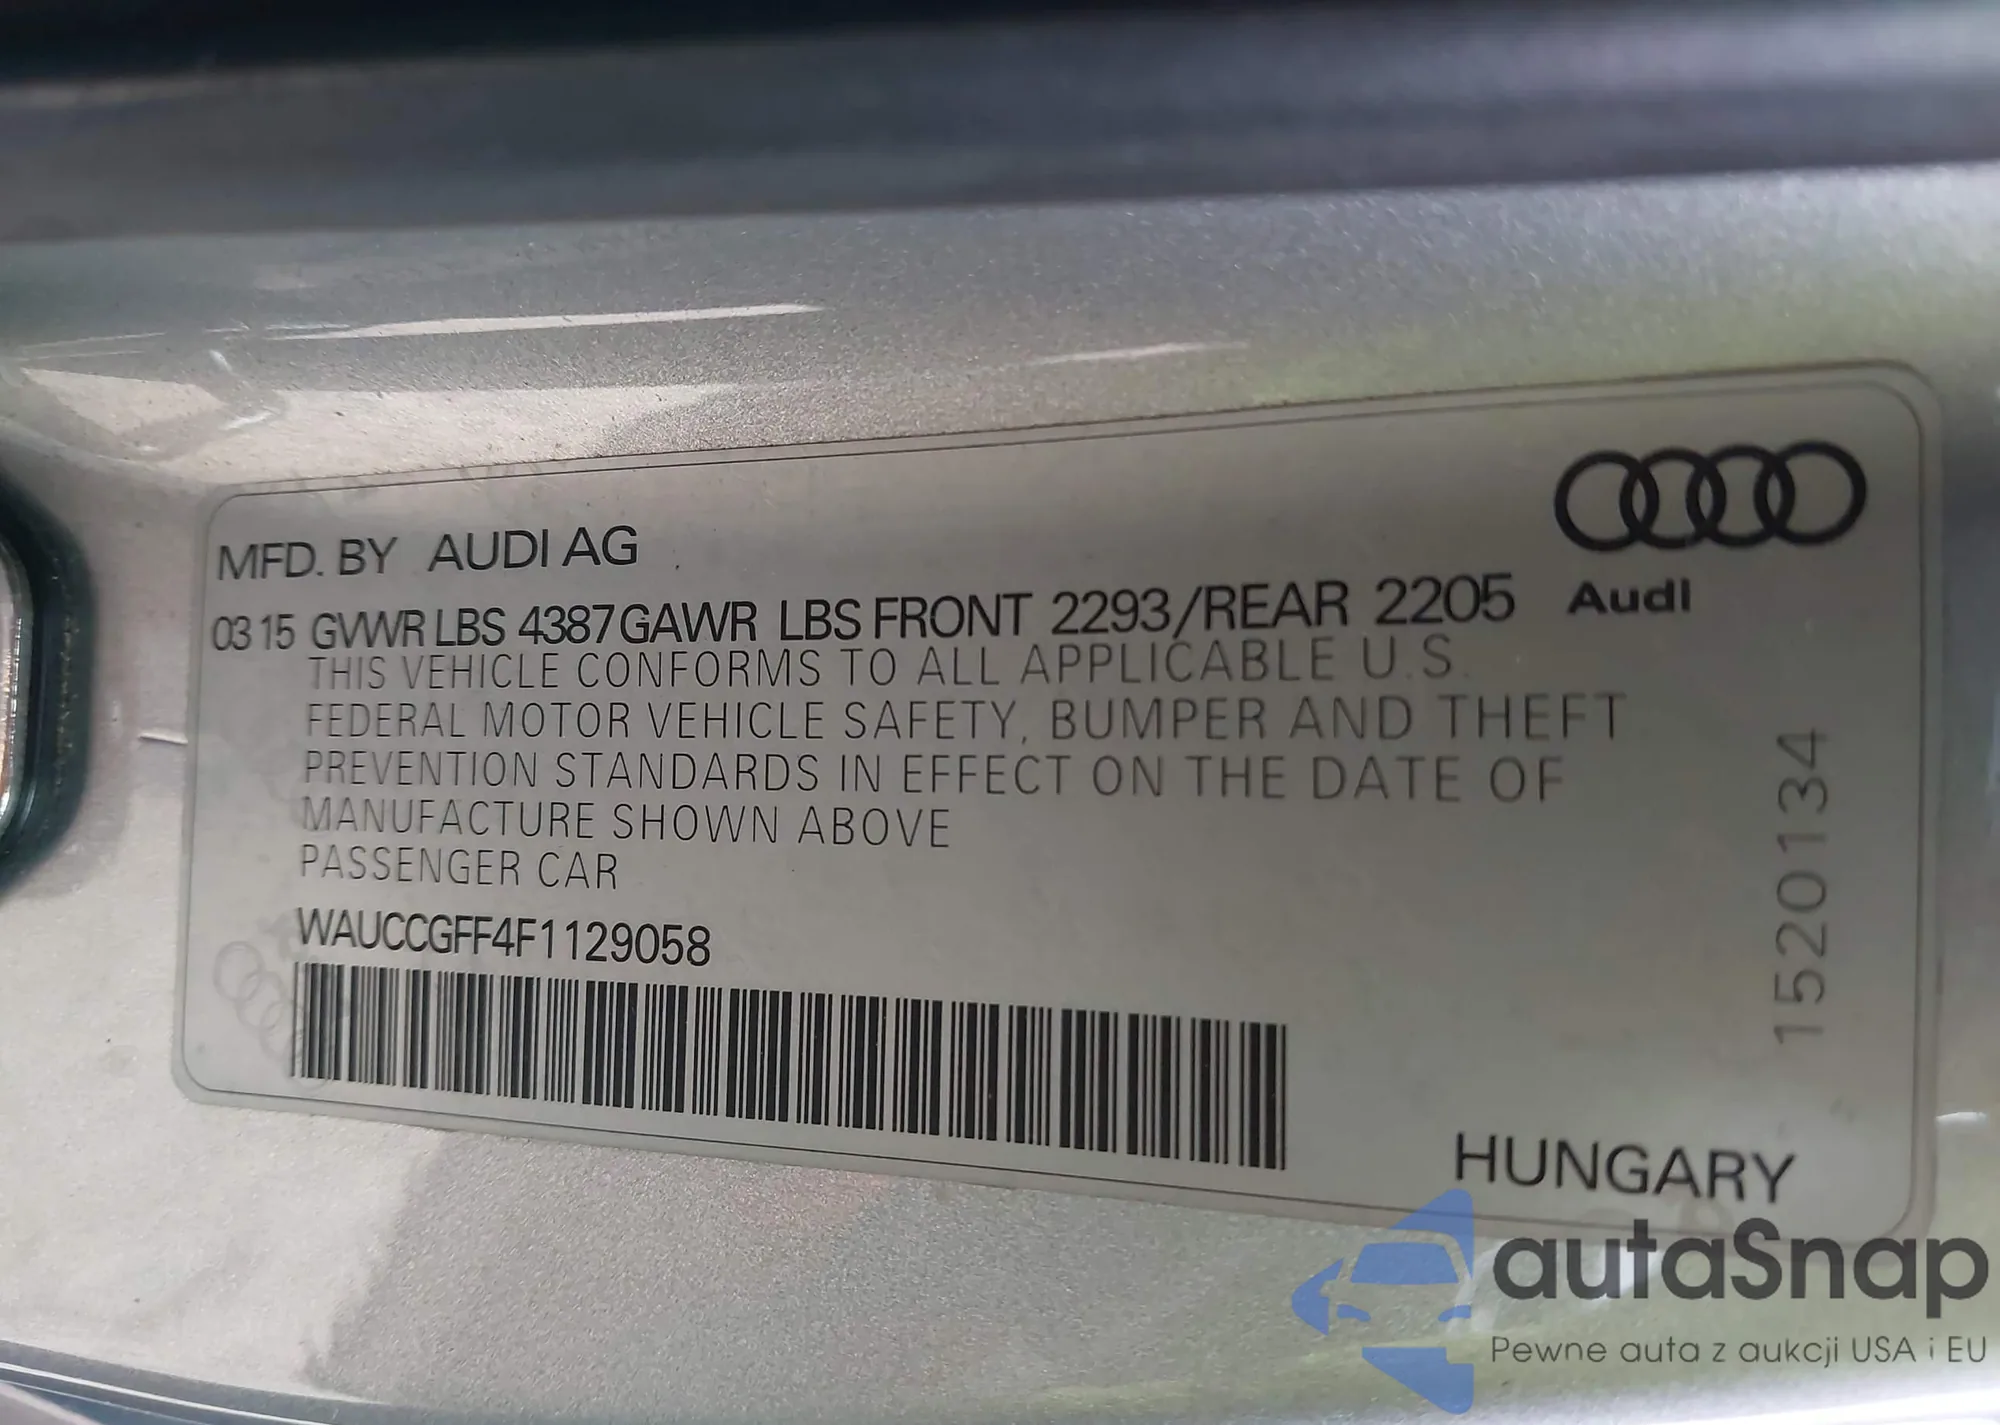 MFD. BY AUDI AG
03 15 GVWR LBS 4387 GAWR LBS FRONT 2293/REAR 2205
Audi
THIS VEHICLE CONFORMS TO ALL APPLICABLE U.S.
FEDERAL MOTOR VEHICLE SAFETY, BUMPER AND THEFT
PREVENTION STANDARDS IN EFFECT ON THE DATE OF
MANUFACTURE SHOWN ABOVE
PASSENGER CAR
WAUCCGFF4F1129058
1520134
HUNGARY
autaSnap
Pewne auta z aukcji USA i EU